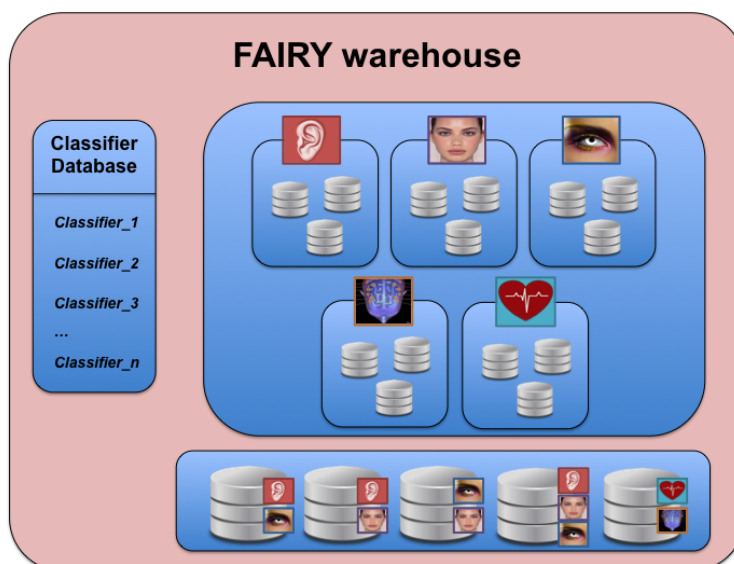 FAIRY warehouse
Classifier
Database
Classifier_1
Classifier_2
Classifier_3
...
Classifier_n